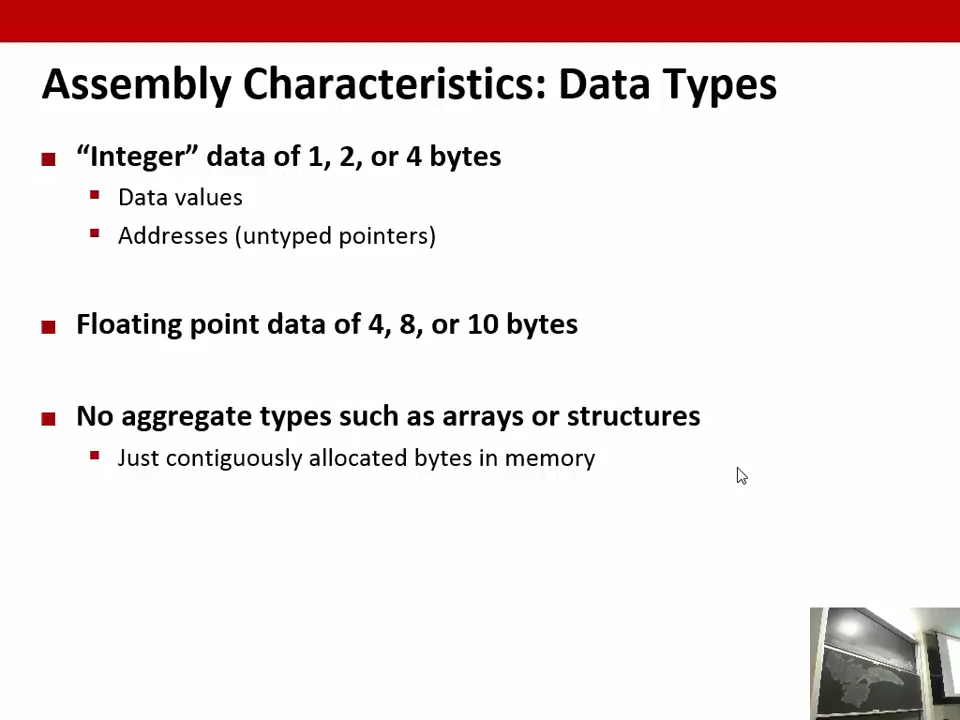 Assembly Characteristics: Data Types
“Integer” data of 1, 2, or 4 bytes
Data values
Addresses (untyped pointers)
Floating point data of 4, 8, or 10 bytes
No aggregate types such as arrays or structures
Just contiguously allocated bytes in memory